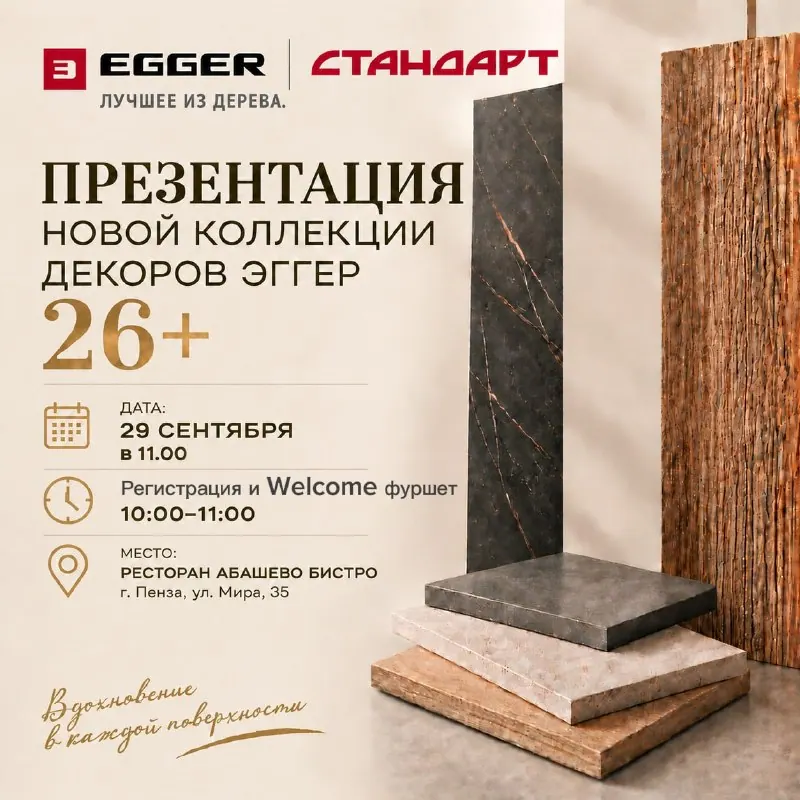 EGGER
СТАНДАРТ
ЛУЧШЕЕ ИЗ ДЕРЕВА.
ПРЕЗЕНТАЦИЯ
НОВОЙ КОЛЛЕКЦИИ
ДЕКОРОВ ЭГГЕР
26+
ДАТА:
29 СЕНТЯБРЯ
в 11.00
Регистрация и Welcome фуршет
10:00–11:00
МЕСТО:
РЕСТОРАН АБАШЕВО БИСТРО
г. Пенза, ул. Мира, 35
Вдохновение
в каждой поверхности